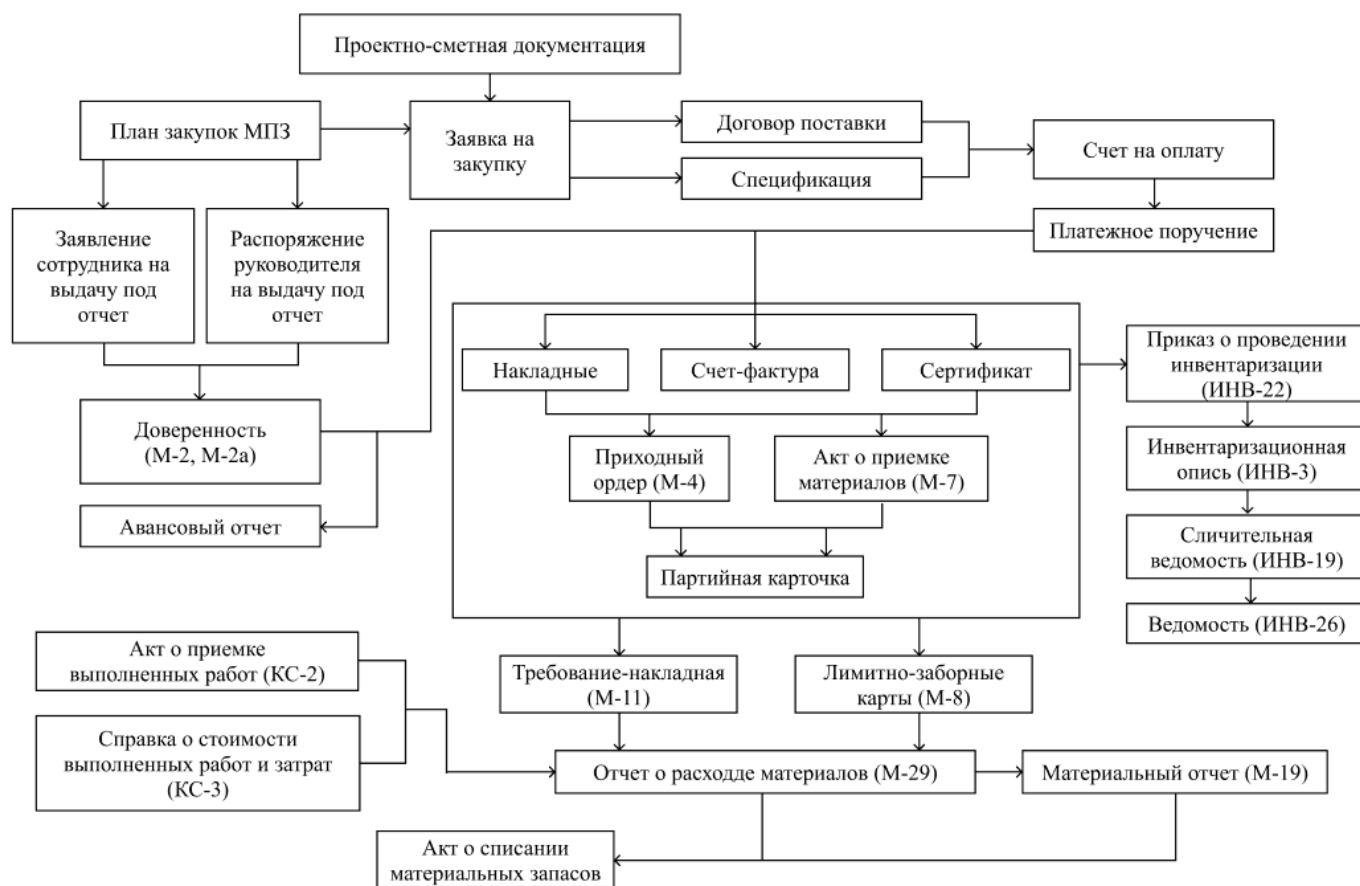 Проектно-сметная документация
План закупок МПЗ
Заявка на
закупку
Договор поставки
Спецификация
Счет на оплату
Платежное поручение
Заявление
сотрудника на
выдачу под
отчет
Распоряжение
руководителя
на выдачу под
отчет
Доверенность
(М-2, М-2а)
Авансовый отчет
Накладные
Счет-фактура
Сертификат
Приходный
ордер (М-4)
Акт о приемке
материалов (М-7)
Партийная карточка
Приказ о проведении
инвентаризации
(ИНВ-22)
Инвентаризационная
опись (ИНВ-3)
Сличительная
ведомость (ИНВ-19)
Ведомость (ИНВ-26)
Акт о приемке
выполненных работ (КС-2)
Справка о стоимости
выполненных работ и затрат
(КС-3)
Требование-накладная
(М-11)
Лимитно-заборные
карты (М-8)
Отчет о расходде материалов (М-29)
Материальный отчет (М-19)
Акт о списании
материальных запасов